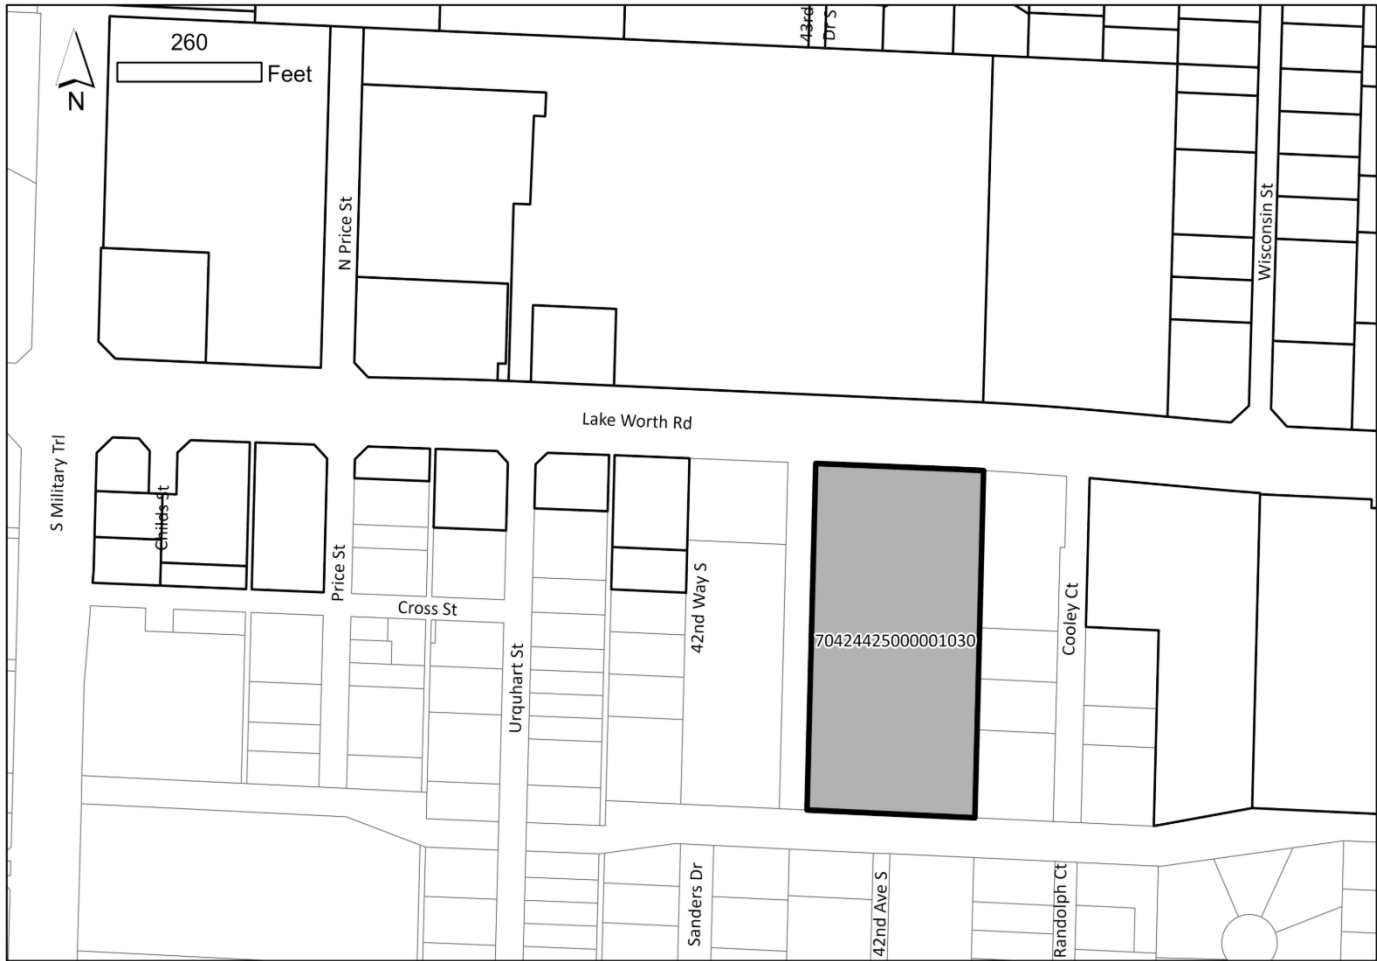 43rd
Dr S
260
Feet
N
N Price St
Wisconsin St
Lake Worth Rd
S Military Trl
Childs St
Price St
Cross St
Urquhart St
42nd Way S
70424425000001030
Cooley Ct
Sanders Dr
42nd Ave S
Randolph Ct